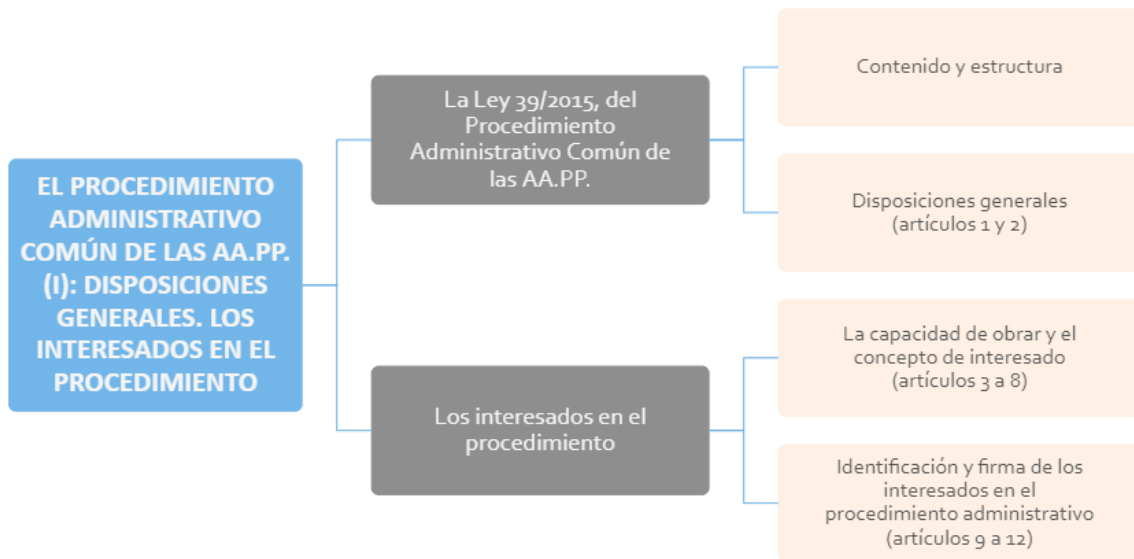 EL PROCEDIMIENTO
ADMINISTRATIVO
COMÚN DE LAS AA.PP.
(I): DISPOSICIONES
GENERALES. LOS
INTERESADOS EN EL
PROCEDIMIENTO
La Ley 39/2015, del
Procedimiento
Administrativo Común de
las AA.PP.
Contenido y estructura
Disposiciones generales
(artículos 1 y 2)
Los interesados en el
procedimiento
La capacidad de obrar y el
concepto de interesado
(artículos 3 a 8)
Identificación y firma de los
interesados en el
procedimiento administrativo
(artículos 9 a 12)